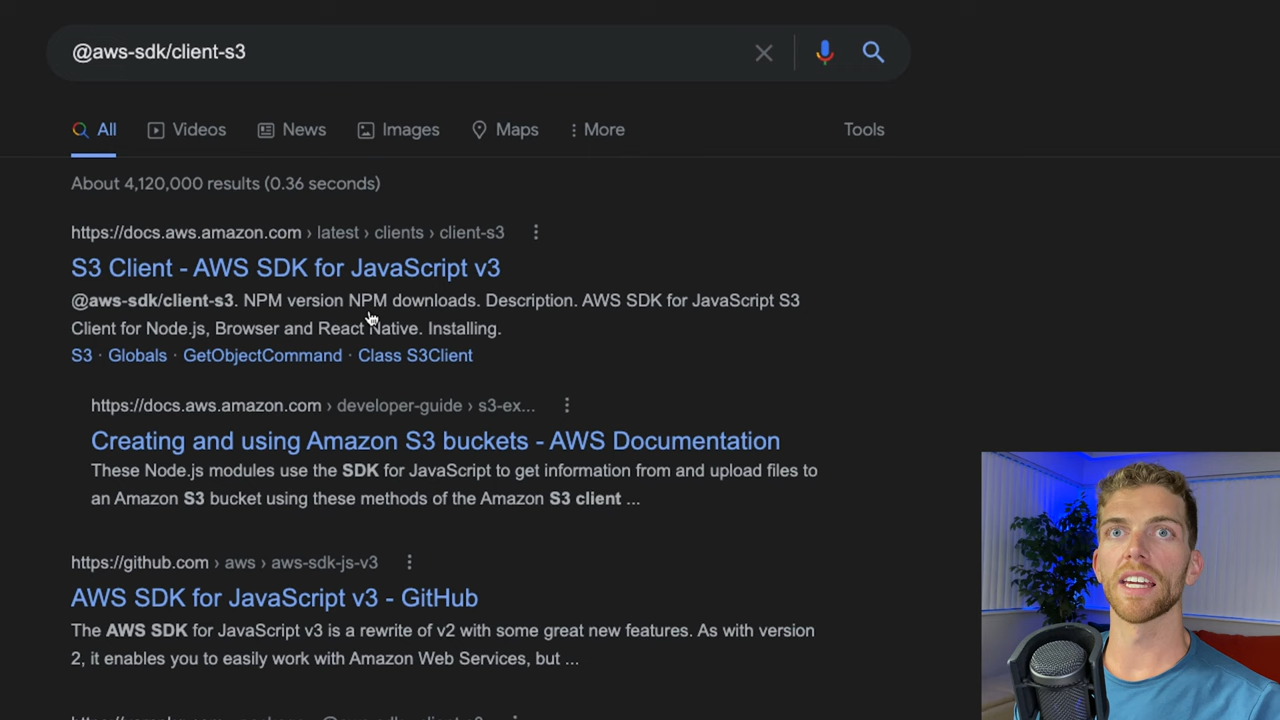 @aws-sdk/client-s3
All Videos News Images Maps More Tools
About 4,120,000 results (0.36 seconds)
https://docs.aws.amazon.com › latest › clients › client-s3
S3 Client - AWS SDK for JavaScript v3
@aws-sdk/client-s3. NPM version NPM downloads. Description. AWS SDK for JavaScript S3
Client for Node.js, Browser and React Native. Installing.
S3 · Globals · GetObjectCommand · Class S3Client
https://docs.aws.amazon.com › developer-guide › s3-ex...
Creating and using Amazon S3 buckets - AWS Documentation
These Node.js modules use the SDK for JavaScript to get information from and upload files to
an Amazon S3 bucket using these methods of the Amazon S3 client ...
https://github.com › aws › aws-sdk-js-v3
AWS SDK for JavaScript v3 - GitHub
The AWS SDK for JavaScript v3 is a rewrite of v2 with some great new features. As with version
2, it enables you to easily work with Amazon Web Services, but ...